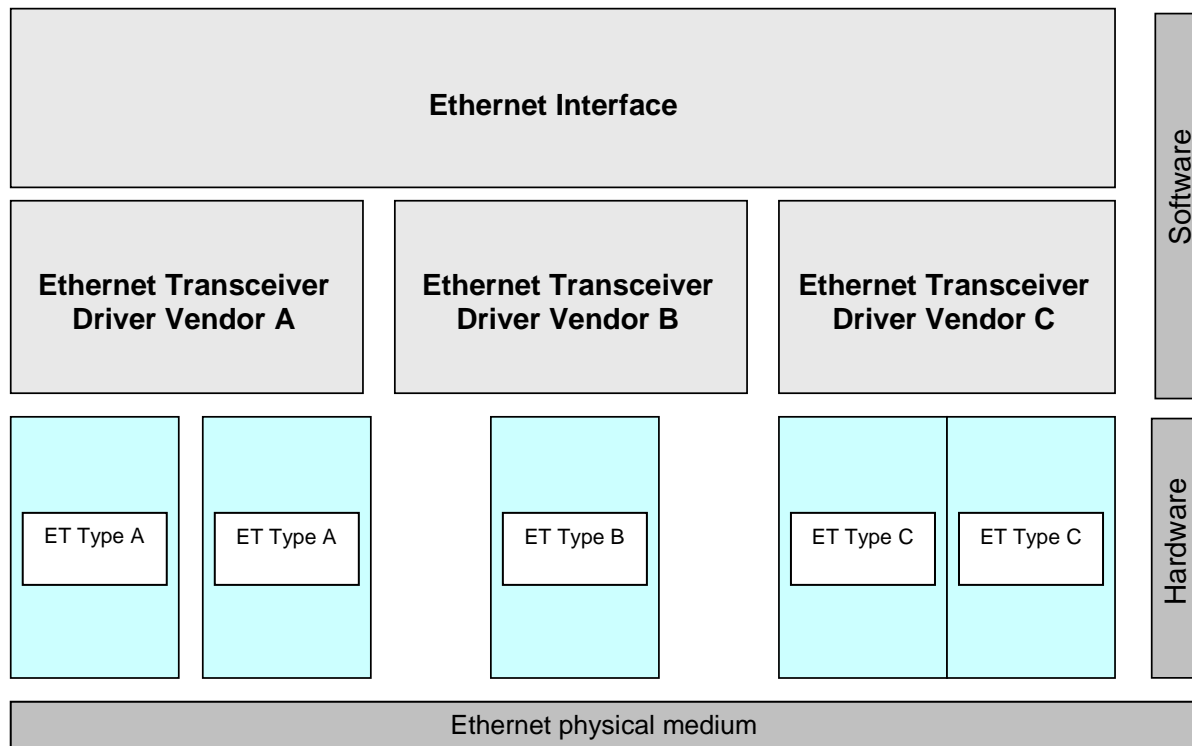 Ethernet Interface
Software
Ethernet Transceiver
Driver Vendor A
Ethernet Transceiver
Driver Vendor B
Ethernet Transceiver
Driver Vendor C
ET Type A
ET Type A
ET Type B
ET Type C
ET Type C
Hardware
Ethernet physical medium